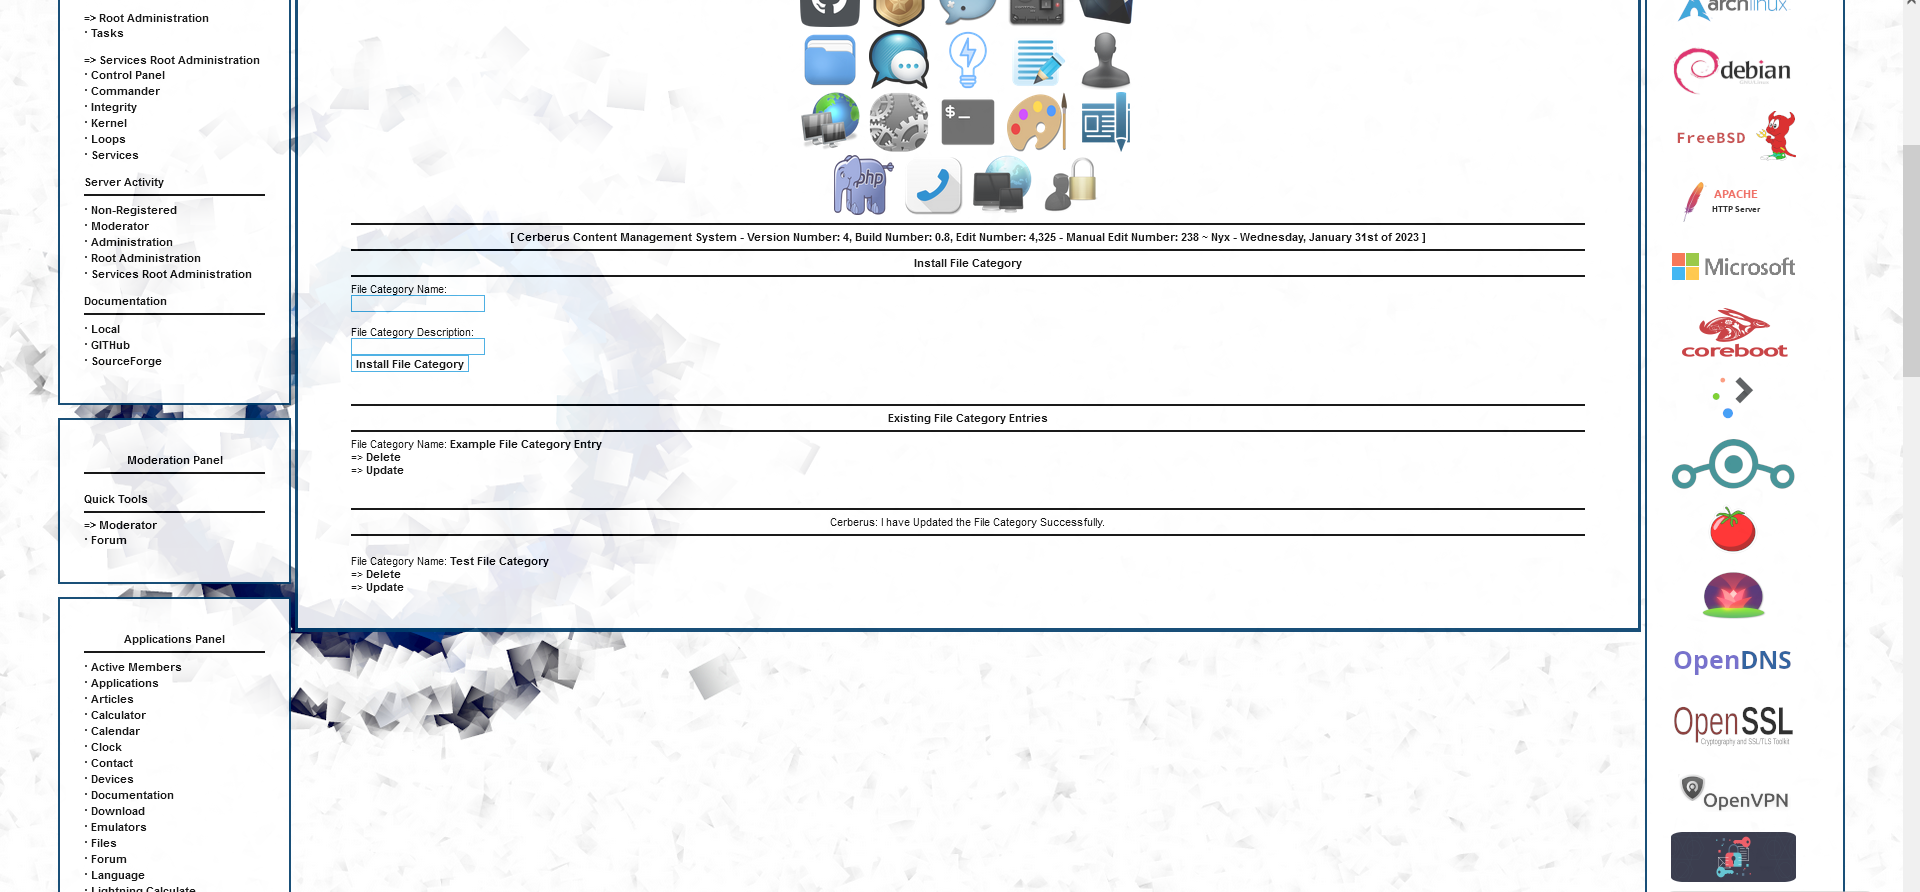 => Root Administration
· Tasks
=> Services Root Administration
· Control Panel
· Commander
· Integrity
· Kernel
· Loops
· Services
Server Activity
· Non-Registered
· Moderator
· Administration
· Root Administration
· Services Root Administration
Documentation
· Local
· GITHub
· SourceForge
Moderation Panel
Quick Tools
=> Moderator
· Forum
Applications Panel
· Active Members
· Applications
· Articles
· Calculator
· Calendar
· Clock
· Contact
· Devices
· Documentation
· Download
· Emulators
· Files
· Forum
· Language
· Lightning Calculate
$_
php
[ Cerberus Content Management System - Version Number: 4, Build Number: 0.8, Edit Number: 4,325 - Manual Edit Number: 238 ~ Nyx - Wednesday, January 31st of 2023 ]
Install File Category
File Category Name:
File Category Description:
Install File Category
Existing File Category Entries
File Category Name: Example File Category Entry
=> Delete
=> Update
Cerberus: I have Updated the File Category Successfully.
File Category Name: Test File Category
=> Delete
=> Update
archlinux
debian
FreeBSD
APACHE
HTTP Server
Microsoft
coreboot
OpenDNS
OpenSSL
Cryptography and SSL/TLS Toolkit
OpenVPN